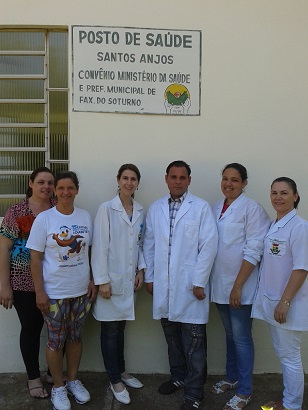 POSTO DE SAÚDE
SANTOS ANJOS
CONVÊNIO MINISTÉRIO DA SAÚDE
E PREF. MUNICIPAL DE
FAX. DO SOTURNO